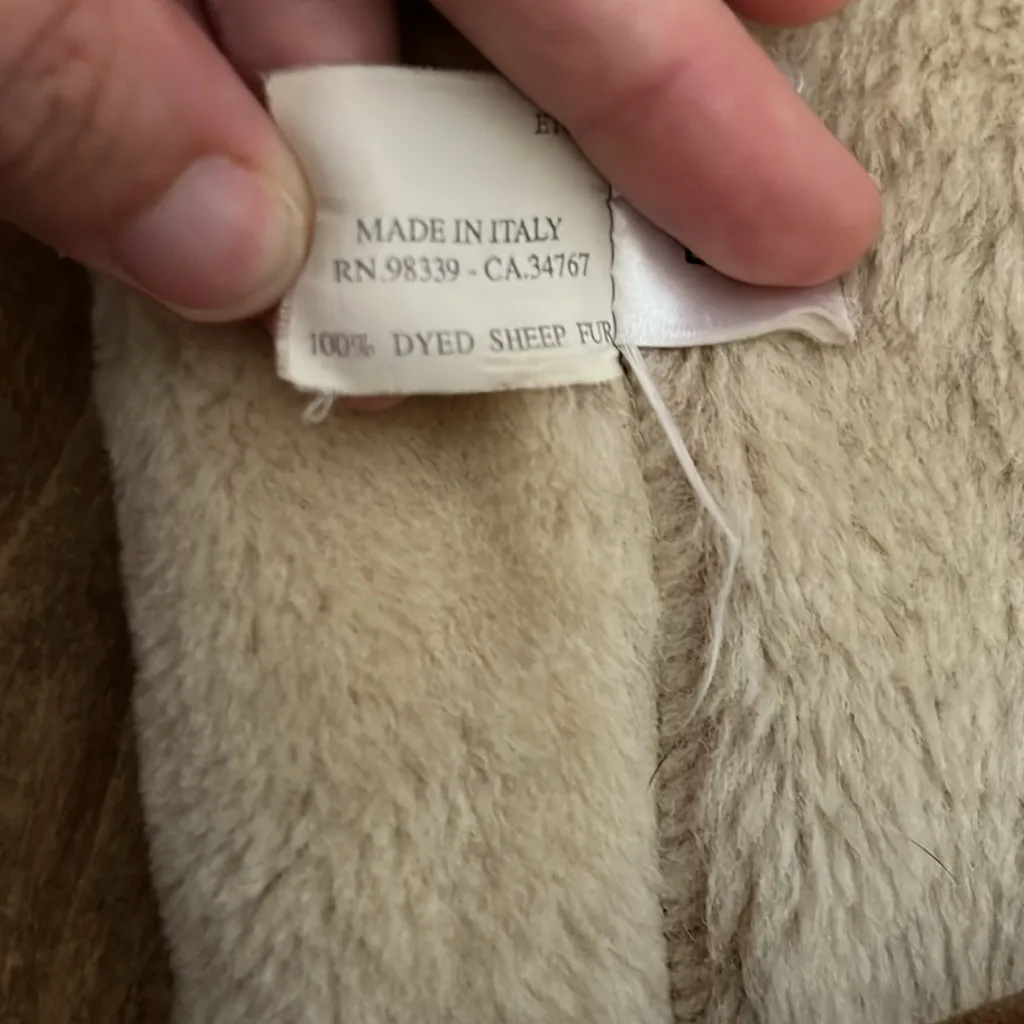 MADE IN ITALY
RN.98339 - CA.34767
100% DYED SHEEP FUR